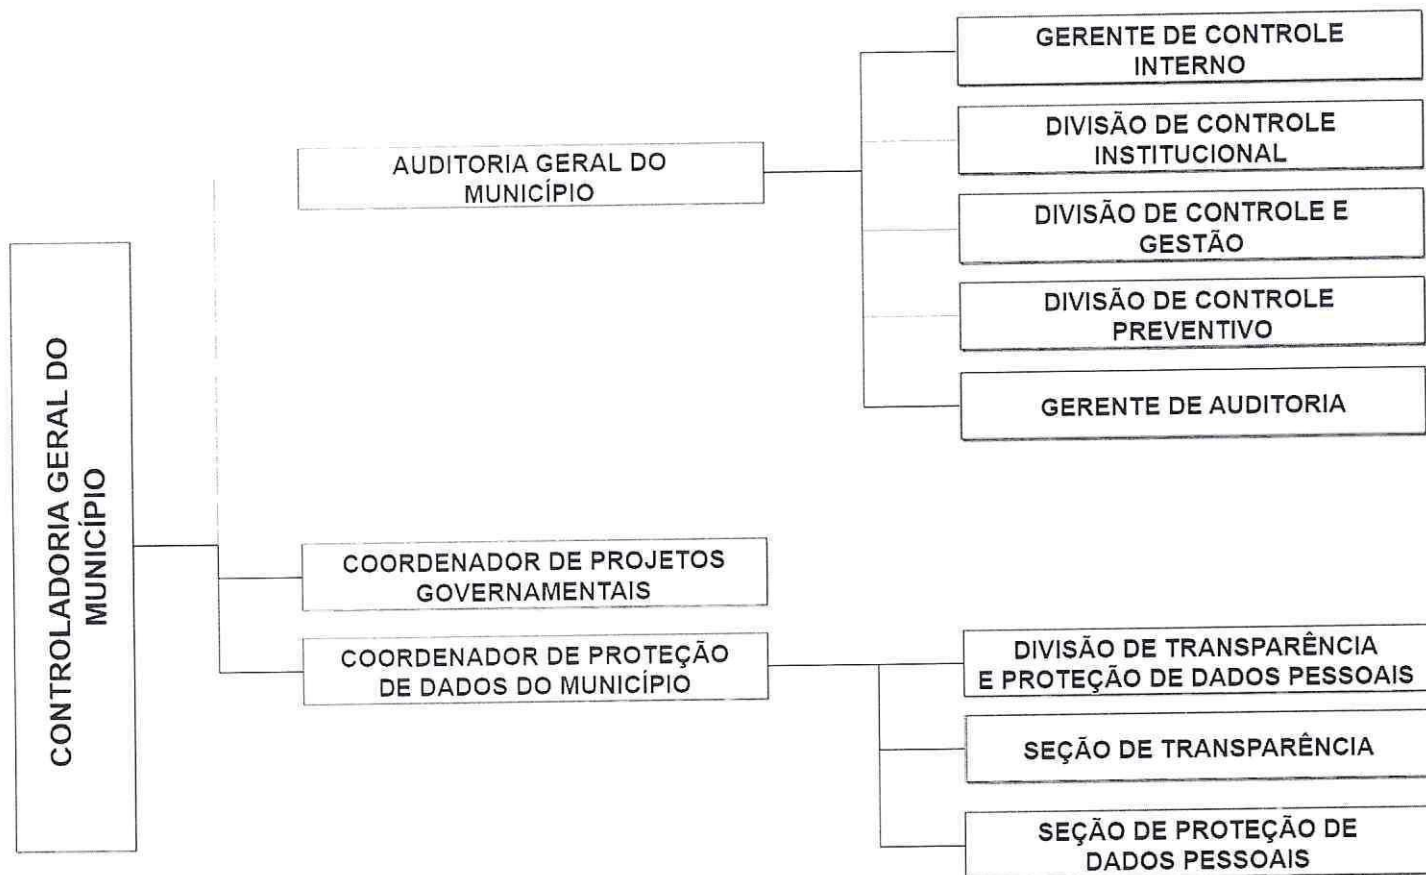 CONTROLADORIA GERAL DO
MUNICÍPIO
AUDITORIA GERAL DO
MUNICÍPIO
GERENTE DE CONTROLE
INTERNO
DIVISÃO DE CONTROLE
INSTITUCIONAL
DIVISÃO DE CONTROLE E
GESTÃO
DIVISÃO DE CONTROLE
PREVENTIVO
GERENTE DE AUDITORIA
COORDENADOR DE PROJETOS
GOVERNAMENTAIS
COORDENADOR DE PROTEÇÃO
DE DADOS DO MUNICÍPIO
DIVISÃO DE TRANSPARÊNCIA
E PROTEÇÃO DE DADOS PESSOAIS
SEÇÃO DE TRANSPARÊNCIA
SEÇÃO DE PROTEÇÃO DE
DADOS PESSOAIS